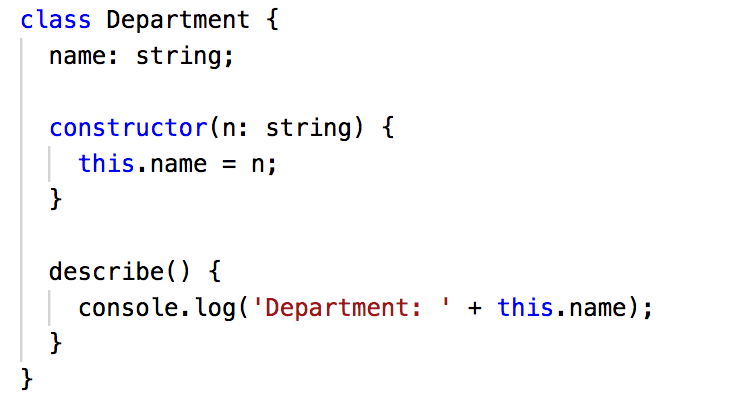 class Department {
  name: string;

  constructor(n: string) {
    this.name = n;
  }

  describe() {
    console.log('Department: ' + this.name);
  }
}